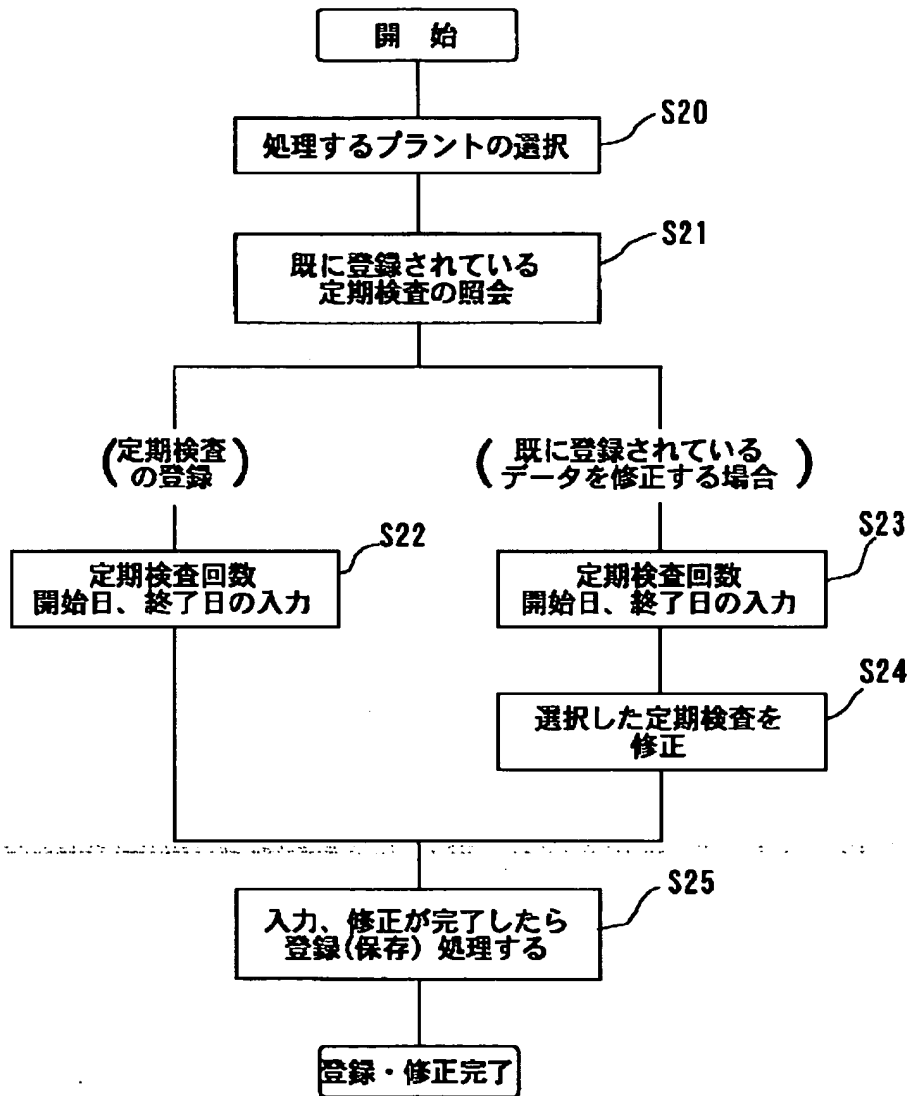 開 始
S20
処理するプラントの選択
S21
既に登録されている
定期検査の照会
(定期検査
の登録)
(既に登録されている
データを修正する場合)
S22
定期検査回数
開始日、終了日の入力
S23
定期検査回数
開始日、終了日の入力
S24
選択した定期検査を
修正
S25
入力、修正が完了したら
登録(保存) 処理する
登録・修正完了